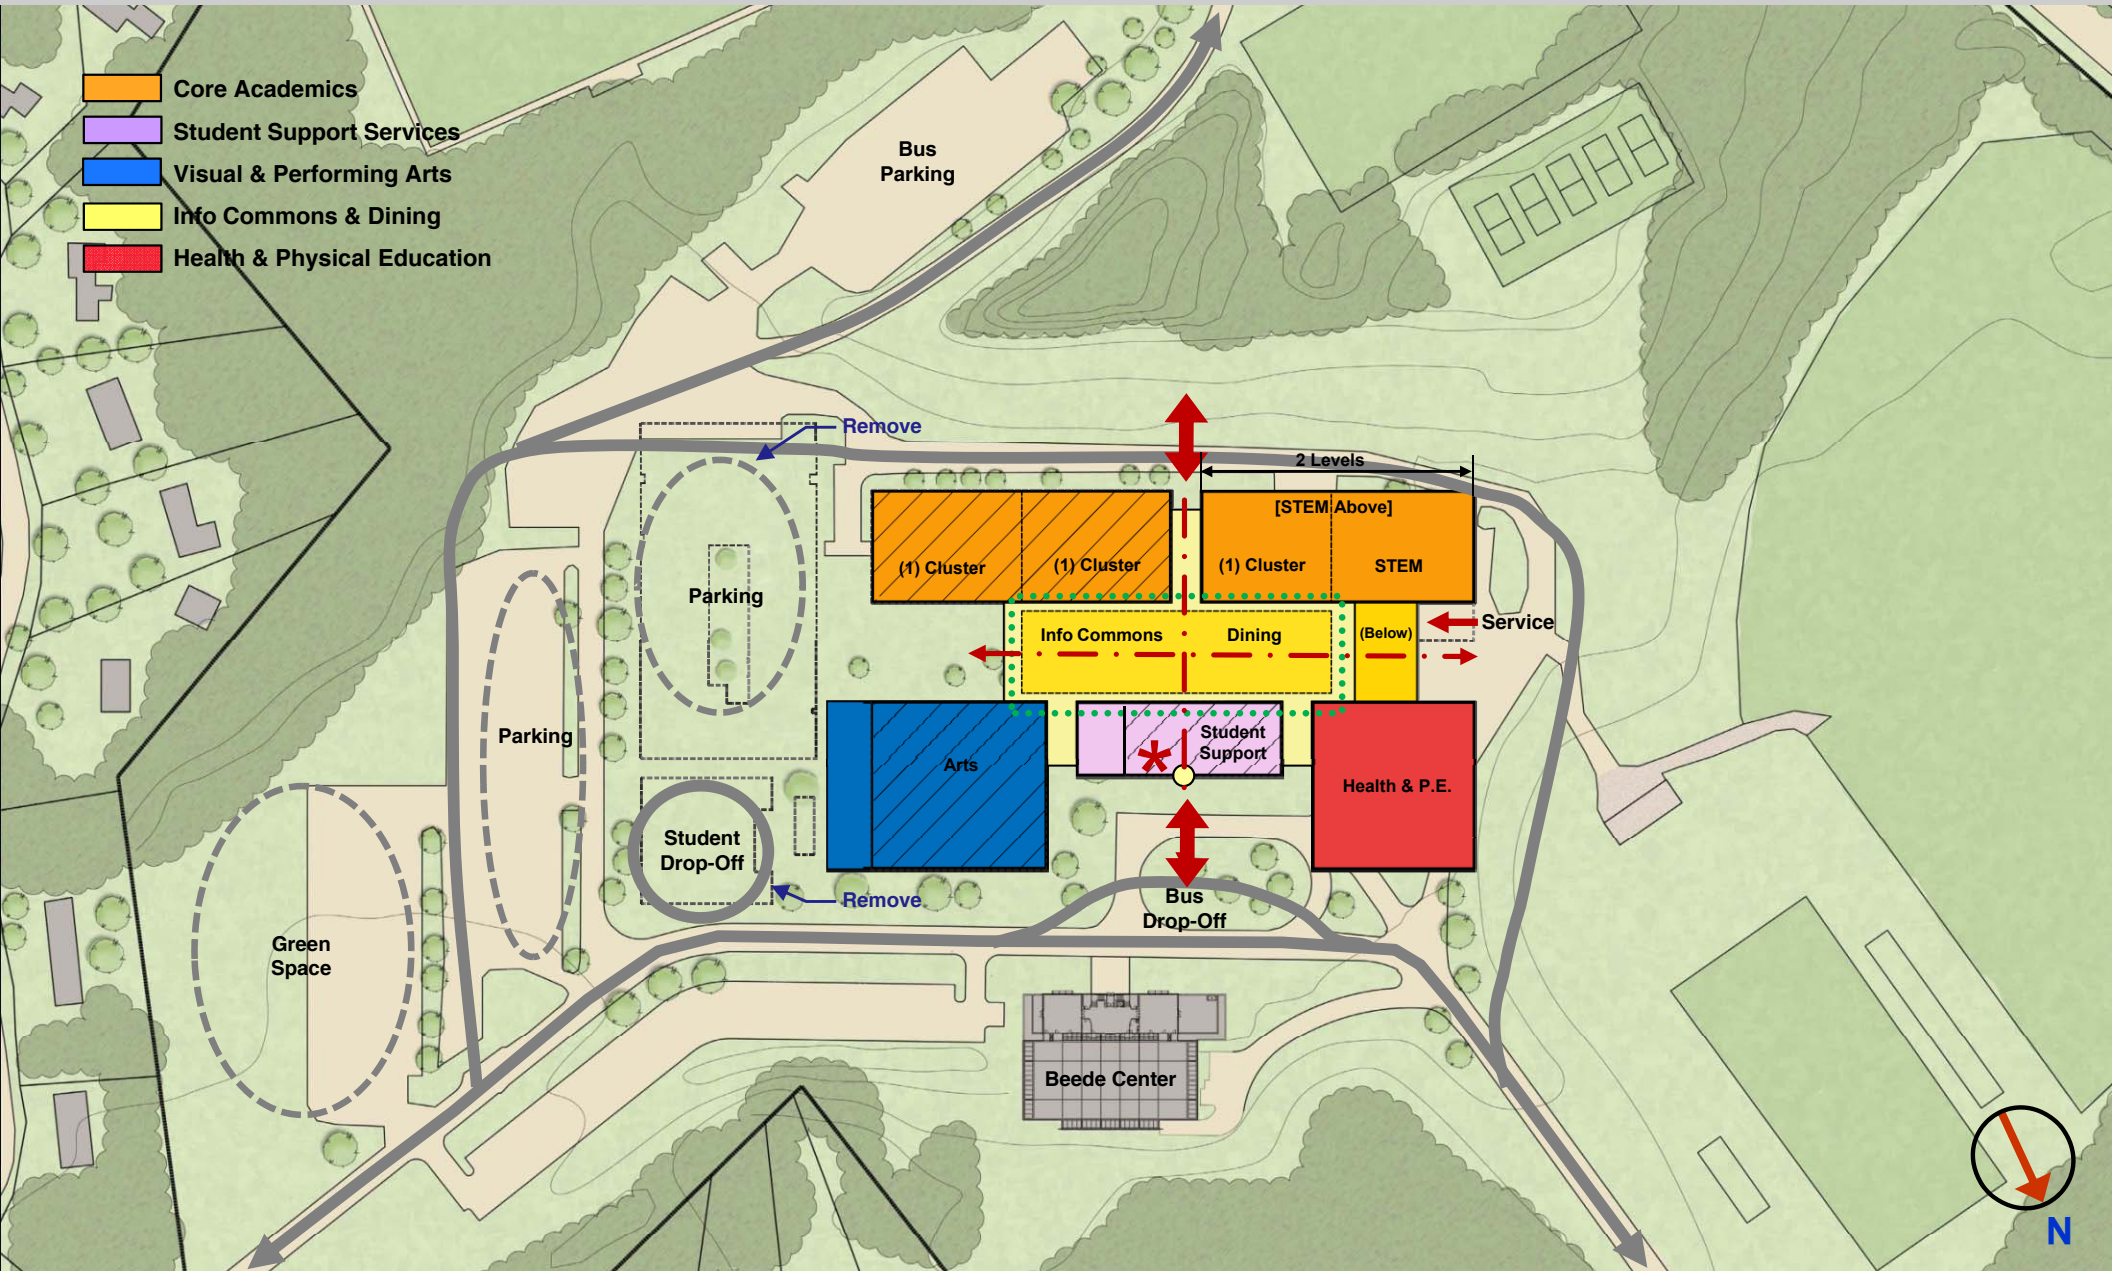 Core Academics
Student Support Services
Visual & Performing Arts
Info Commons & Dining
Health & Physical Education
Bus
Parking
Remove
2 Levels
[STEM Above]
(1) Cluster
(1) Cluster
(1) Cluster
STEM
Parking
Info Commons
Dining
(Below)
Service
Parking
Arts
Student
Support
*
Health & P.E.
Student
Drop-Off
Remove
Bus
Drop-Off
Green
Space
Beede Center
N